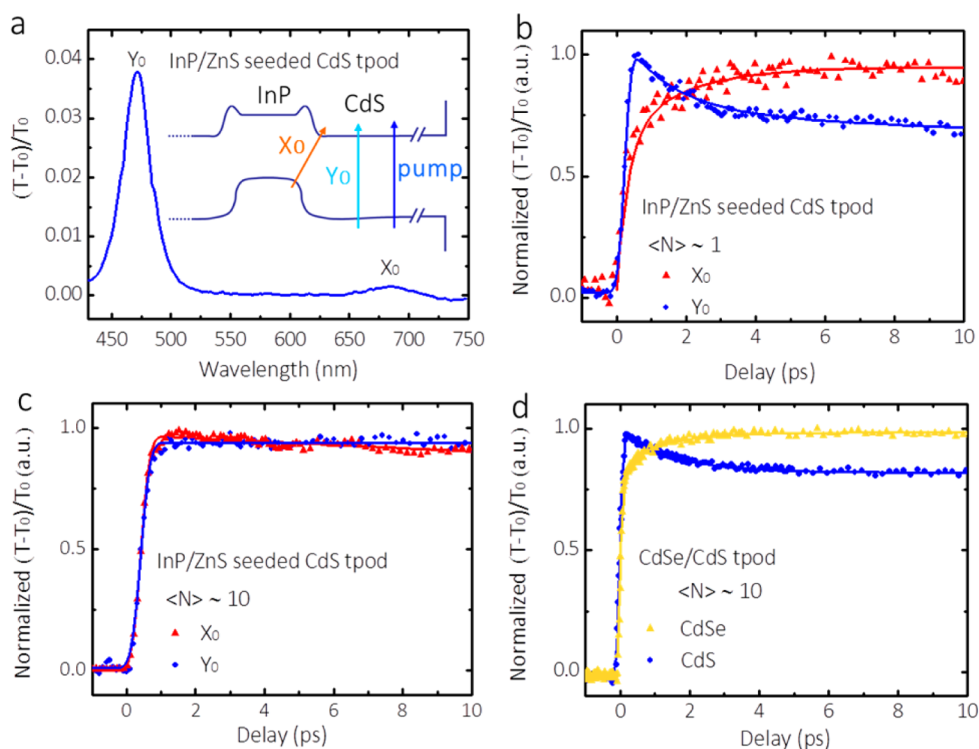 a
(T-T₀)/T₀
0.04
0.03
0.02
0.01
0.00
Y₀
InP/ZnS seeded CdS tpod
InP
CdS
X₀
Y₀
pump
X₀
450 500 550 600 650 700 750
Wavelength (nm)
b
Normalized (T-T₀)/T₀ (a.u.)
1.0
0.5
0.0
InP/ZnS seeded CdS tpod
<N> ~ 1
X₀
Y₀
0 2 4 6 8 10
Delay (ps)
c
Normalized (T-T₀)/T₀ (a.u.)
1.0
0.5
0.0
InP/ZnS seeded CdS tpod
<N> ~ 10
X₀
Y₀
0 2 4 6 8 10
Delay (ps)
d
Normalized (T-T₀)/T₀ (a.u.)
1.0
0.5
0.0
CdSe/CdS tpod
<N> ~ 10
CdSe
CdS
0 2 4 6 8 10
Delay (ps)